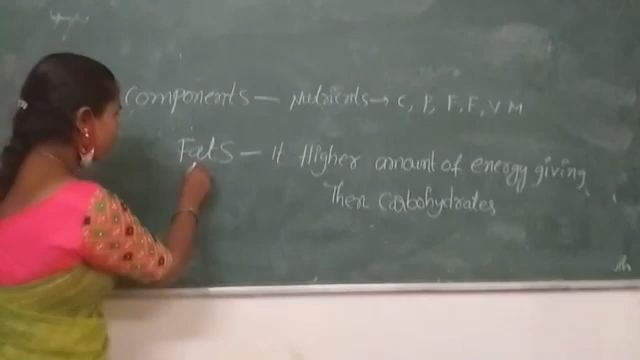 Components — Nutrients → C, P, F, F, V M
Fats — it Higher amount of energy giving
Then Carbohydrates